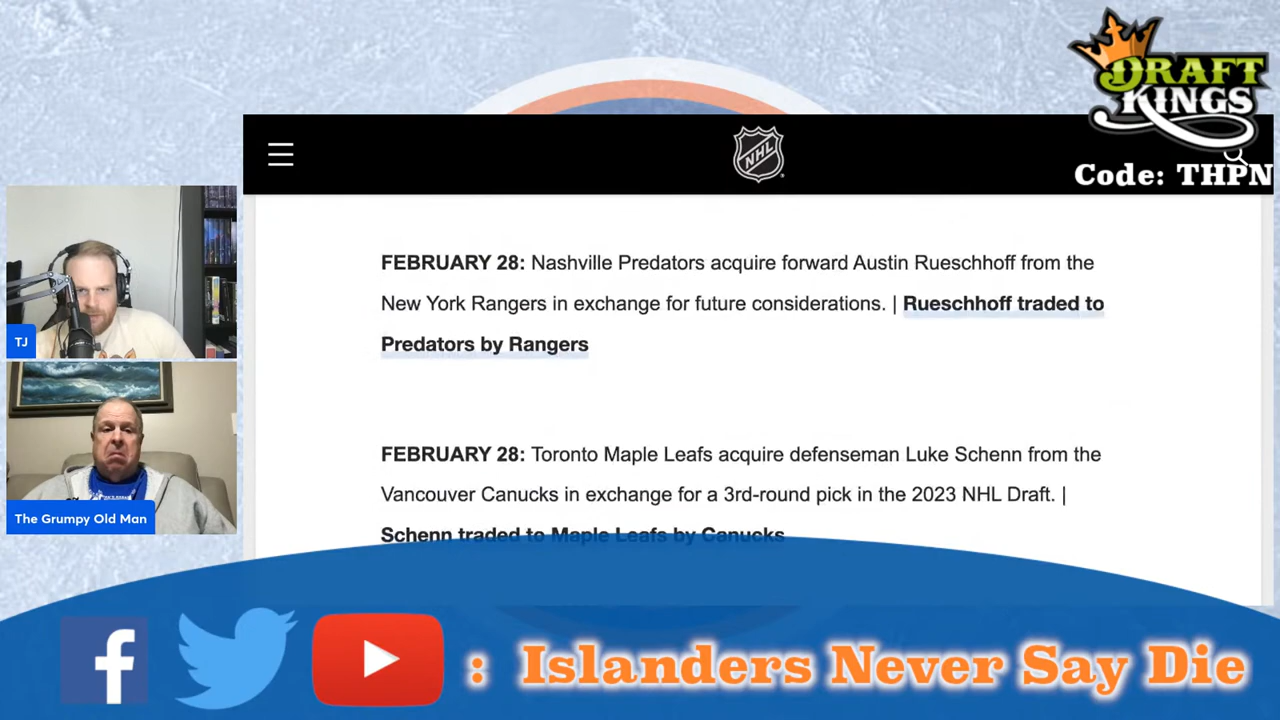 DRAFT
KINGS
Code: THPN
NHL
FEBRUARY 28: Nashville Predators acquire forward Austin Rueschhoff from the
New York Rangers in exchange for future considerations. | Rueschhoff traded to
Predators by Rangers
FEBRUARY 28: Toronto Maple Leafs acquire defenseman Luke Schenn from the
Vancouver Canucks in exchange for a 3rd-round pick in the 2023 NHL Draft. |
Schenn traded to Maple Leafs by Canucks
TJ
The Grumpy Old Man
: Islanders Never Say Die